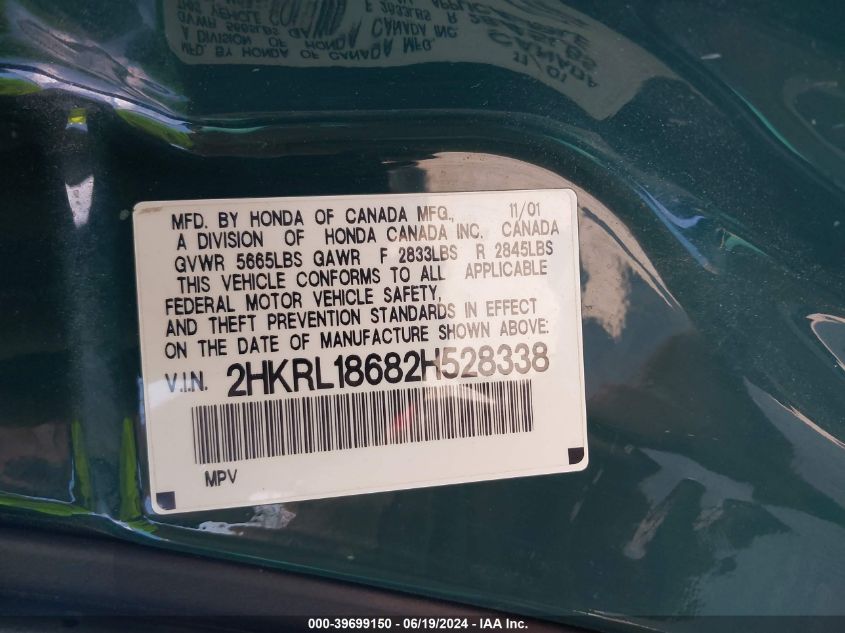 MFD. BY HONDA OF CANADA MFG., 11/01
A DIVISION OF HONDA CANADA INC. CANADA
GVWR 5665LBS GAWR F 2833LBS R 2845LBS
THIS VEHICLE CONFORMS TO ALL APPLICABLE
FEDERAL MOTOR VEHICLE SAFETY,
AND THEFT PREVENTION STANDARDS IN EFFECT
ON THE DATE OF MANUFACTURE SHOWN ABOVE:
V.I.N. 2HKRL18682H528338
MPV
000-39699150 - 06/19/2024 - IAA Inc.